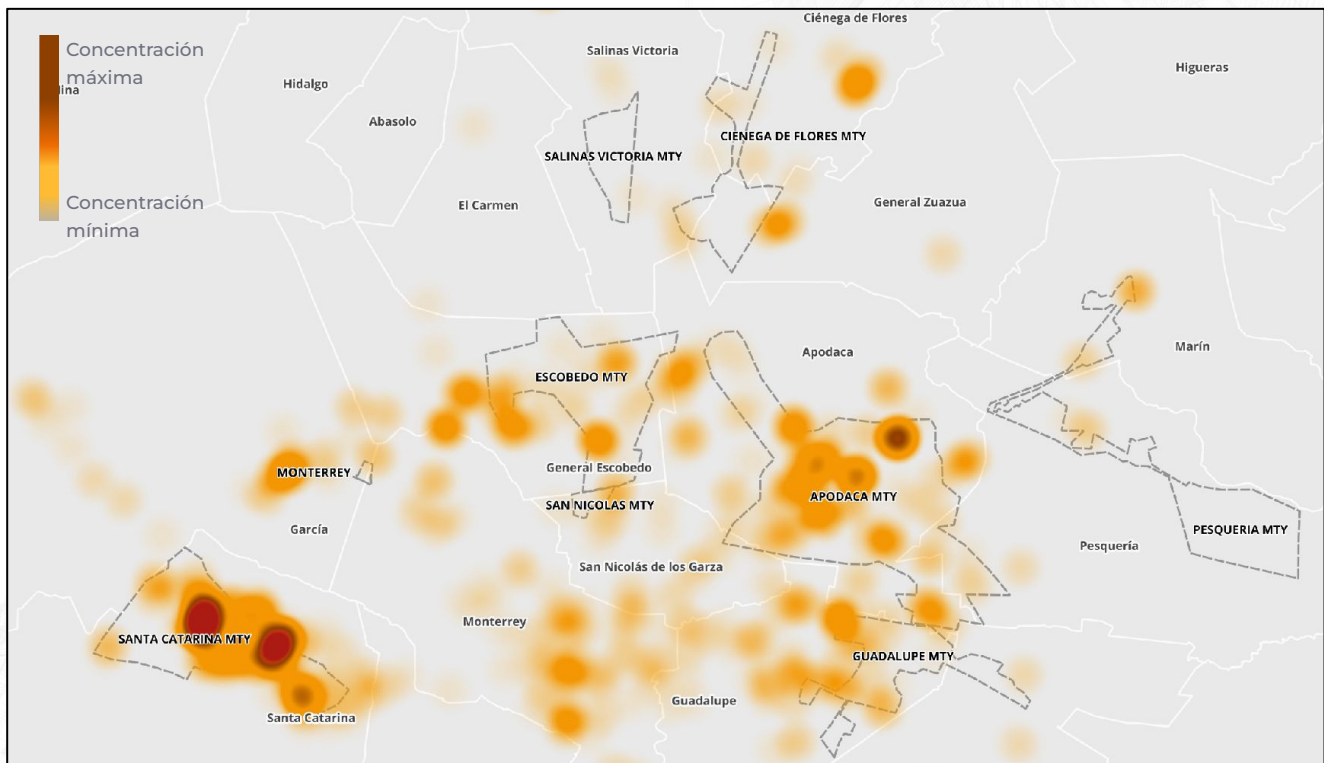 Ciénega de Flores
Concentración
máxima
Salinas Victoria
Higueras
Hidalgo
ina
Abasolo
CIENEGA DE FLORES MTY
SALINAS VICTORIA MTY
Concentración
mínima
El Carmen
General Zuazua
Apodaca
Marín
ESCOBEDO MTY
General Escobedo
MONTERREY
APODACA MTY
SAN NICOLAS MTY
García
PESQUERIA MTY
Pesquería
San Nicolás de los Garza
Monterrey
SANTA CATARINA MTY
GUADALUPE MTY
Guadalupe
Santa Catarina